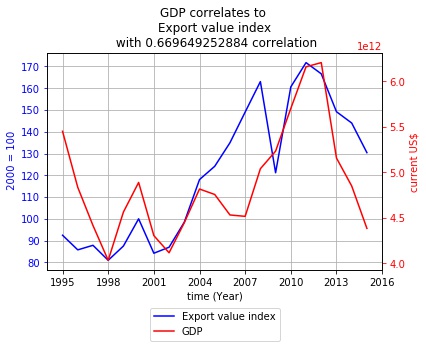 GDP correlates to
Export value index
with 0.669649252884 correlation
1e12
170
160
150
140
130
120
110
100
90
80
2000 = 100
6.0
5.5
5.0
4.5
4.0
current US$
1995 1998 2001 2004 2007 2010 2013 2016
time (Year)
Export value index
GDP